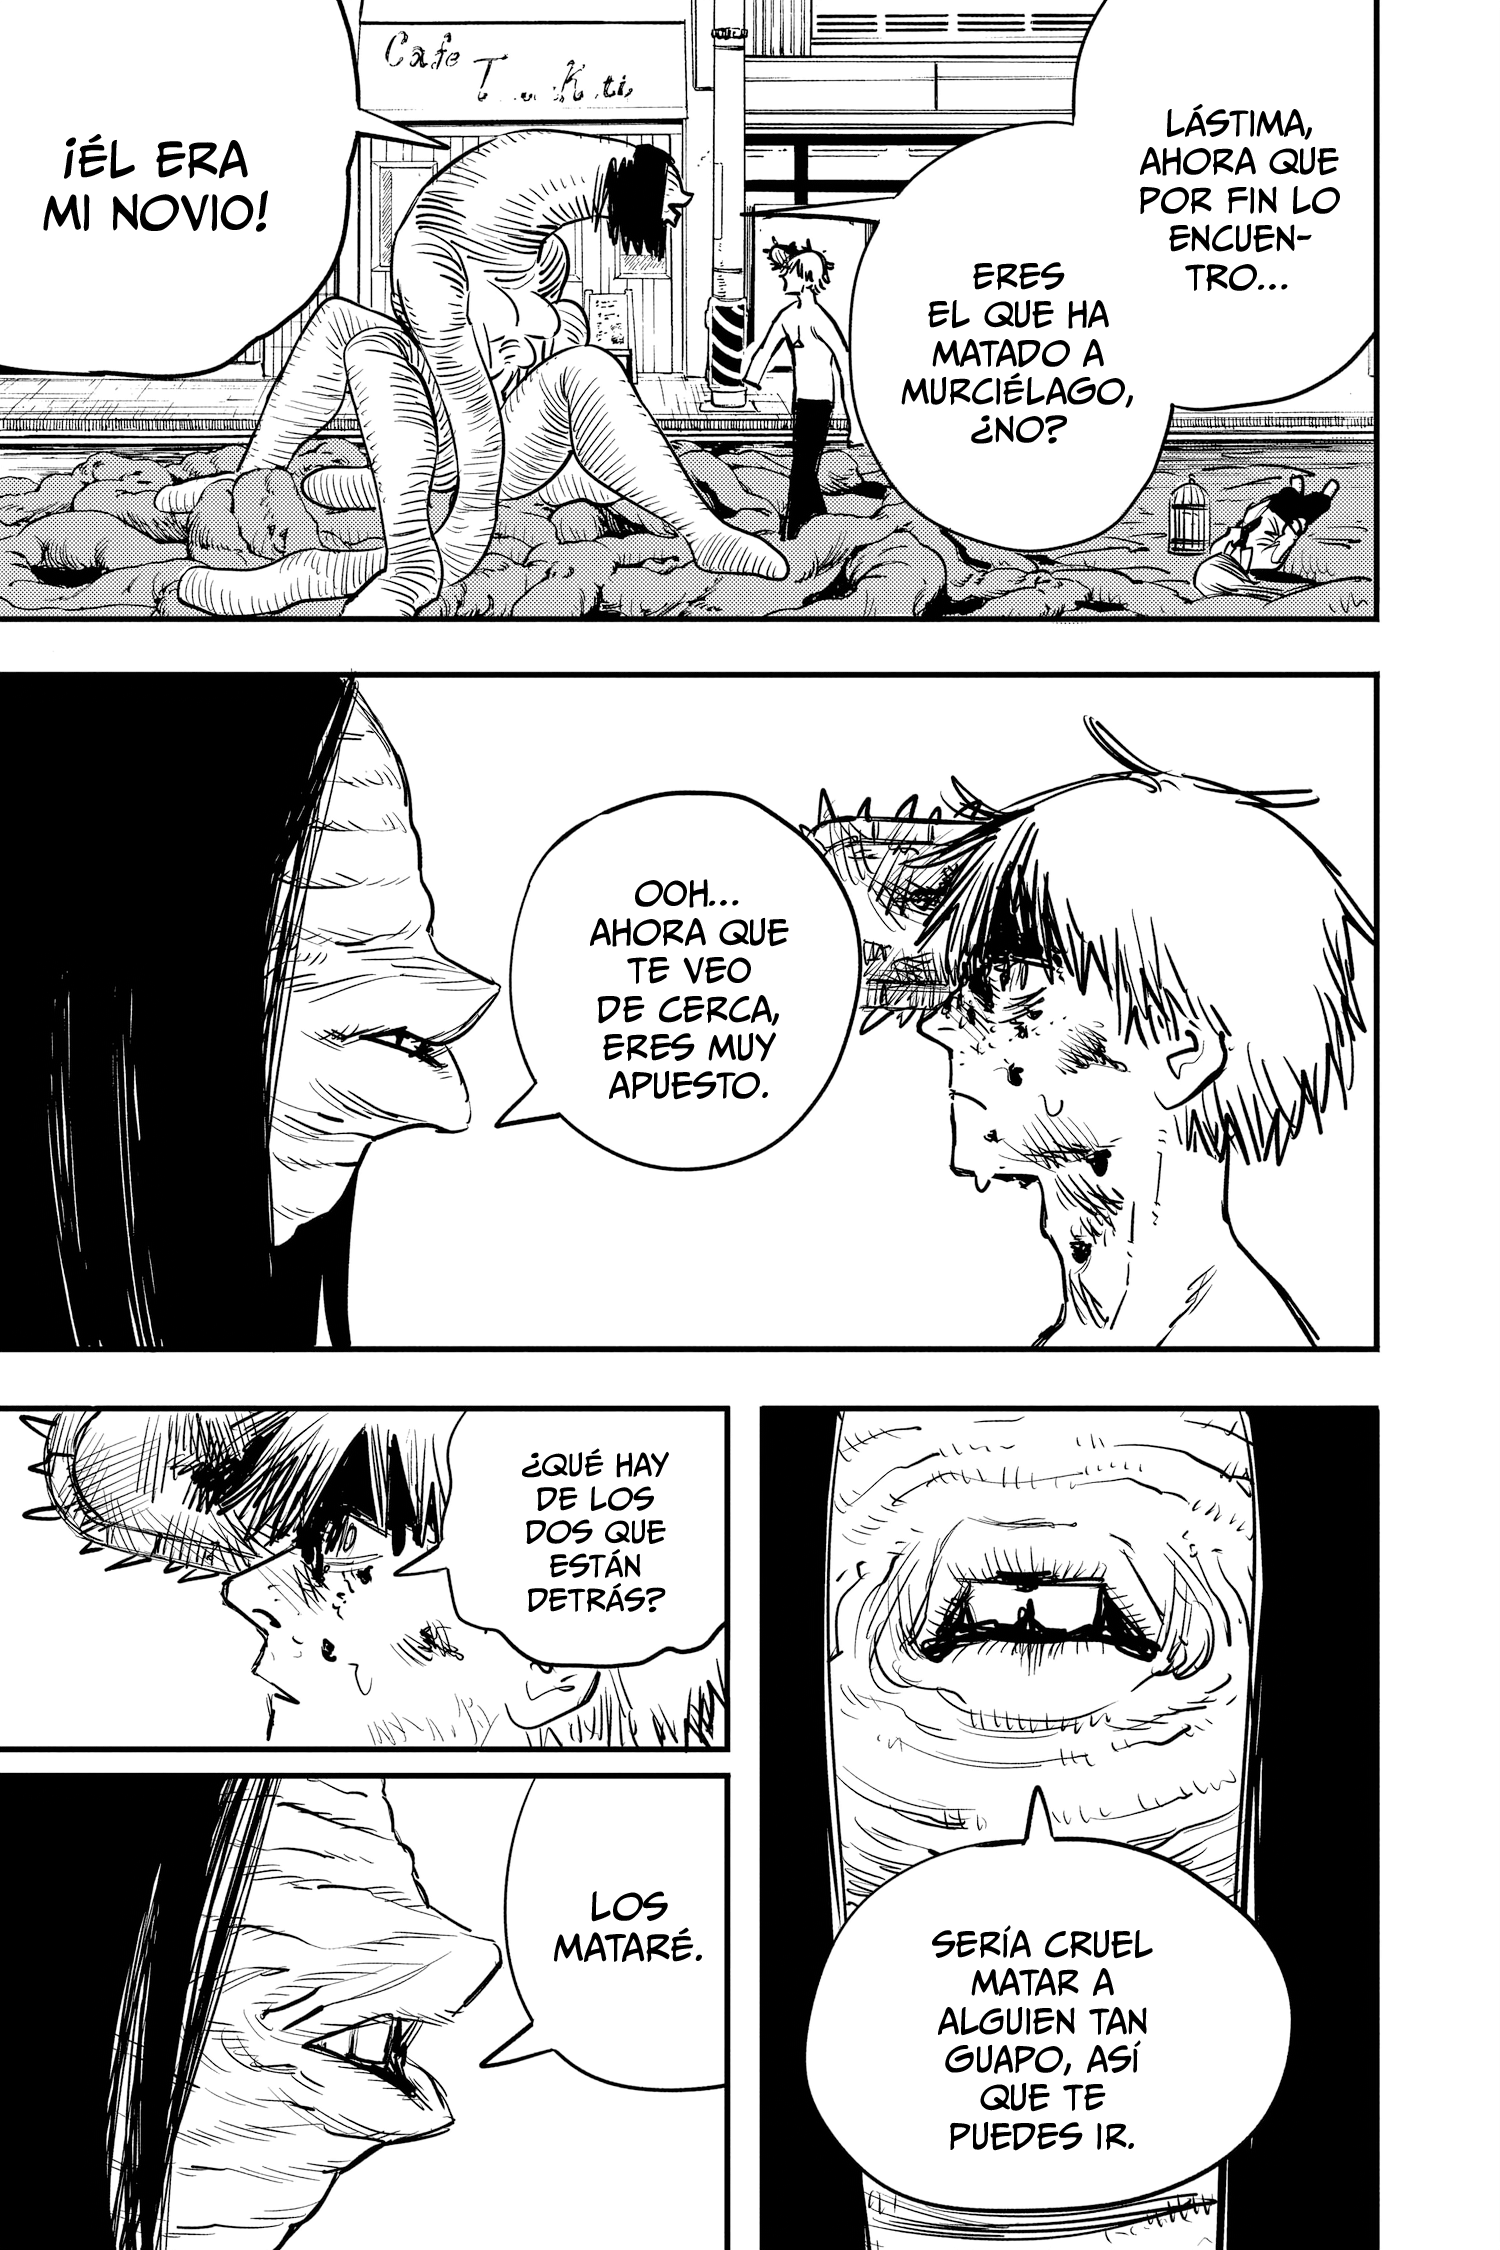 LÁSTIMA,
AHORA QUE
POR FIN LO
ENCUEN-
TRO...
ERES
EL QUE HA
MATADO A
MURCIÉLAGO,
¿NO?
¡ÉL ERA
MI NOVIO!
Cafe
OOH...
AHORA QUE
TE VEO
DE CERCA,
ERES MUY
APUESTO.
SERÍA CRUEL
MATAR A
ALGUIEN TAN
GUAPO, ASÍ
QUE TE
PUEDES IR.
¿QUÉ HAY
DE LOS
DOS QUE
ESTÁN
DETRÁS?
LOS
MATARÉ.